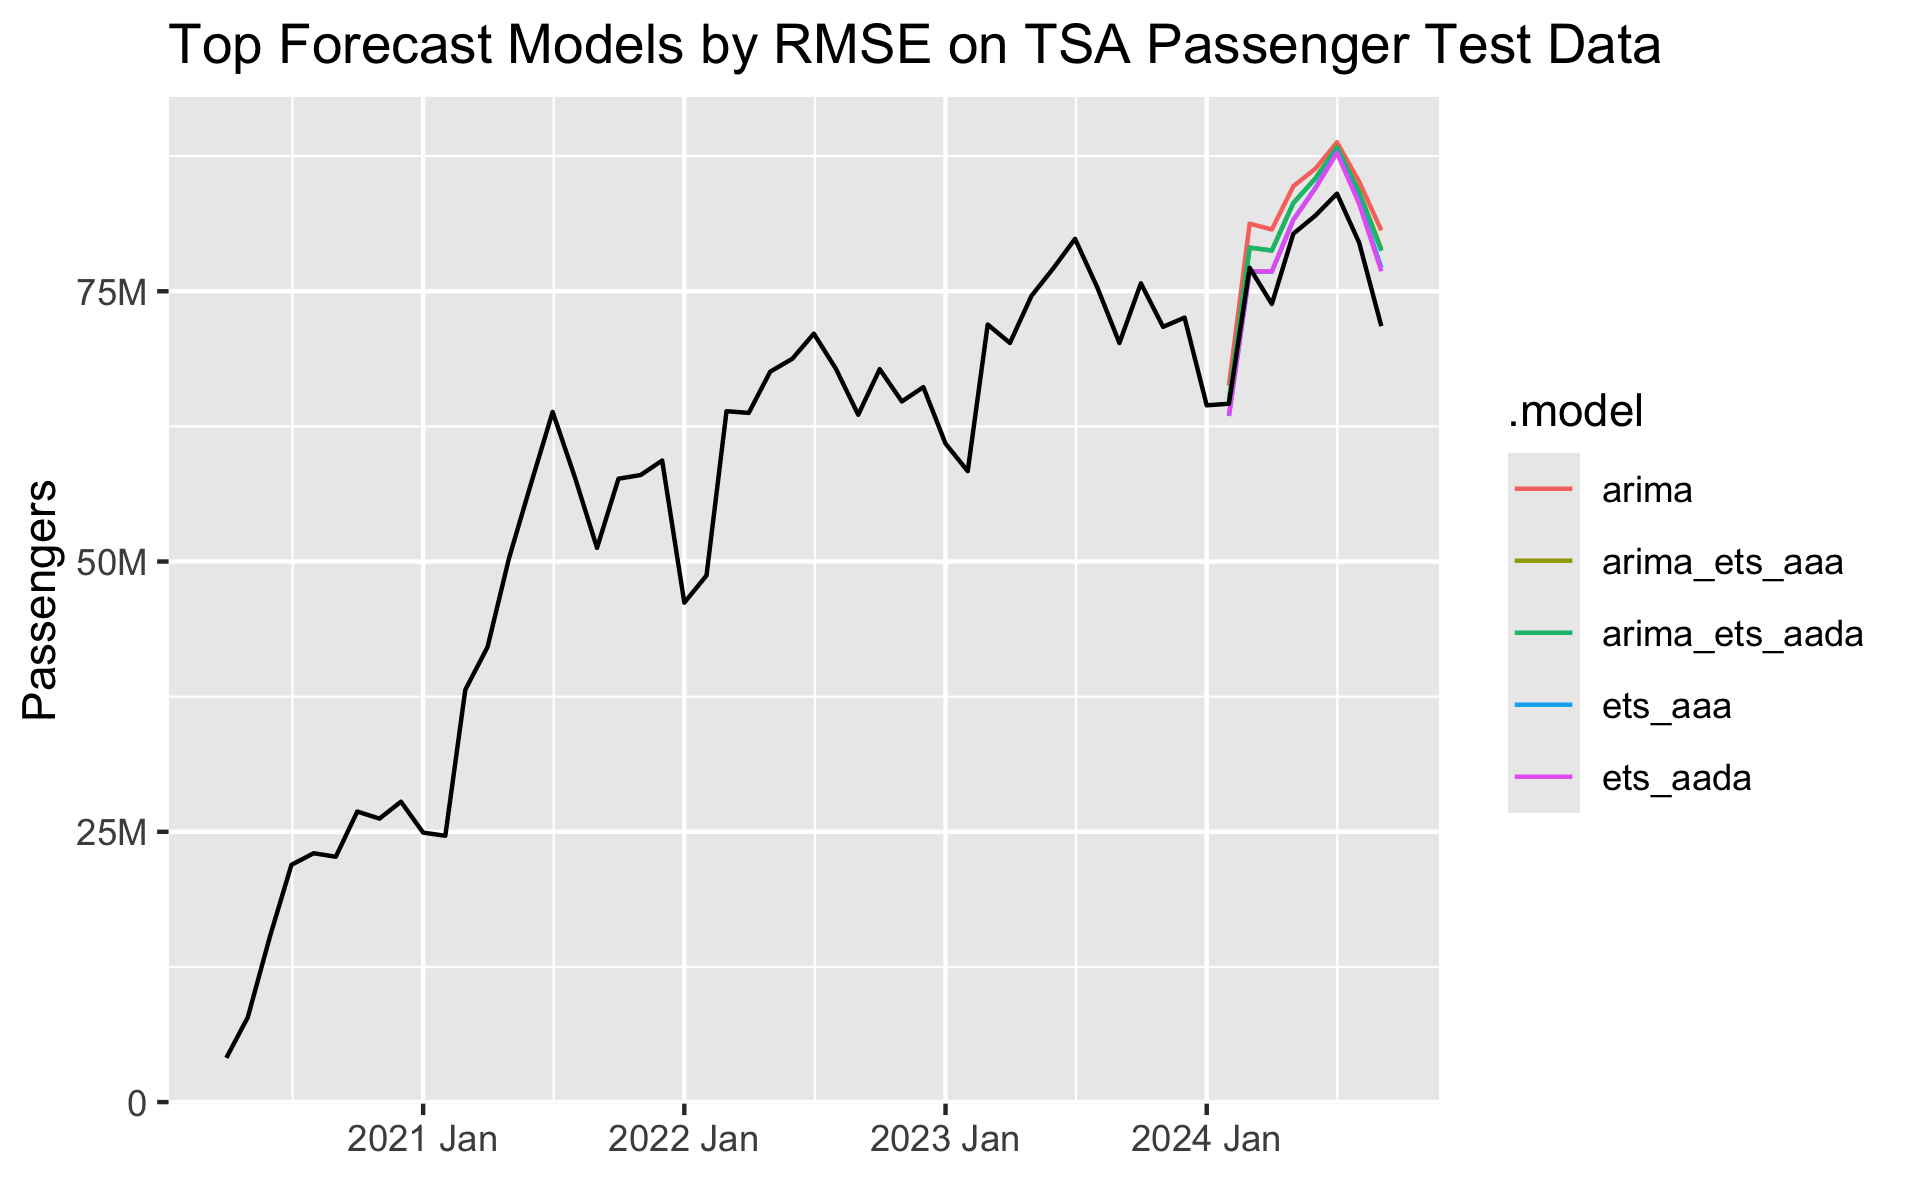 Top Forecast Models by RMSE on TSA Passenger Test Data
Passengers
75M
50M
25M
0
2021 Jan
2022 Jan
2023 Jan
2024 Jan
.model
arima
arima_ets_aaa
arima_ets_aada
ets_aaa
ets_aada